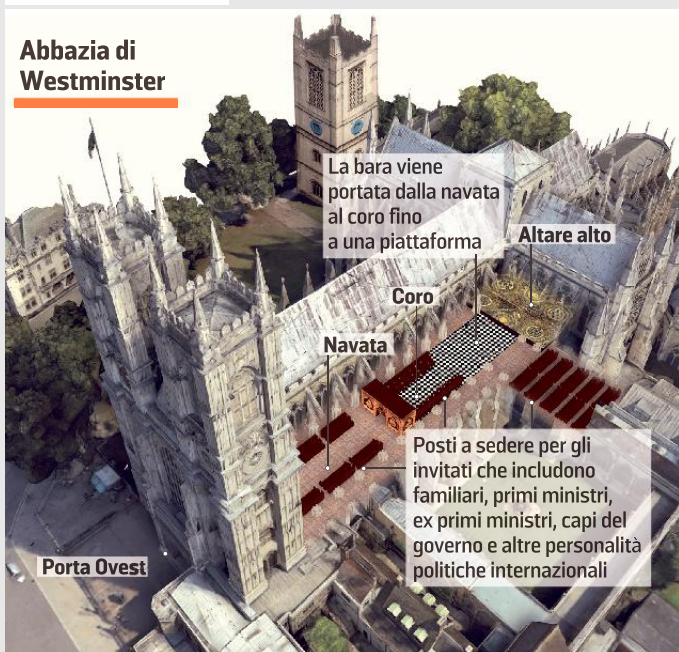 Abbazia di
Westminster
La bara viene
portata dalla navata
al coro fino
a una piattaforma
Altare alto
Coro
Navata
Posti a sedere per gli
invitati che includono
familiari, primi ministri,
ex primi ministri, capi del
governo e altre personalità
politiche internazionali
Porta Ovest